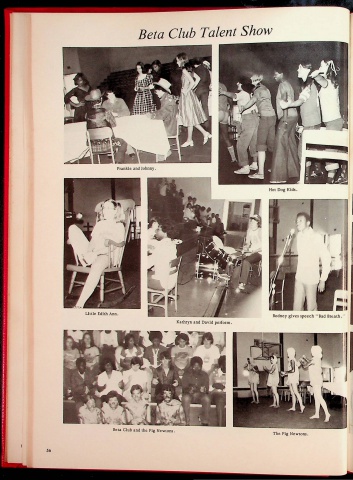 Beta Club Talent Show
Frankie and Johnny.
Hot Dog Kids.
Little Edith Ann.
Kathryn and David perform.
Rodney gives speech "Bad Breath.
Beta Club and the Pig Newtons.
The Pig Newtons.
36